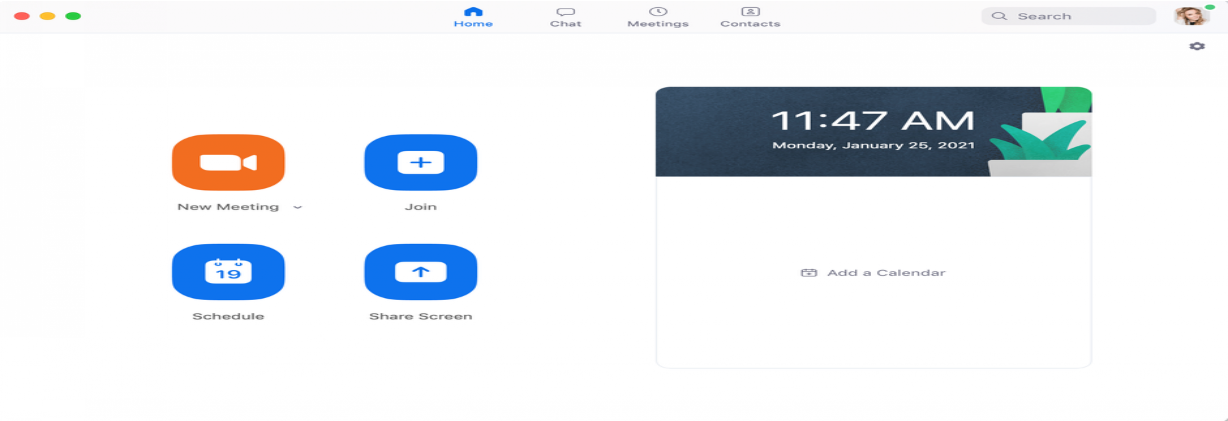 Home
Chat
Meetings
Contacts
Search
11:47 AM
Monday, January 25, 2021
New Meeting
Join
19
Schedule
Share Screen
Add a Calendar